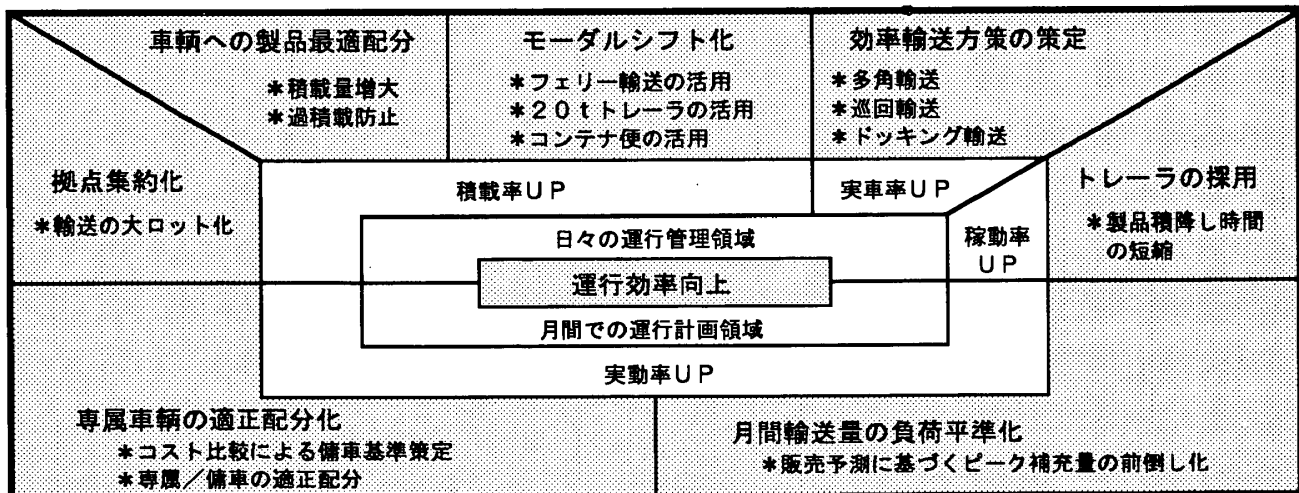 車輌への製品最適配分
＊積載量増大
＊過積載防止
モーダルシフト化
＊フェリー輸送の活用
＊２０ｔトレーラの活用
＊コンテナ便の活用
効率輸送方策の策定
＊多角輸送
＊巡回輸送
＊ドッキング輸送
拠点集約化
＊輸送の大ロット化
積載率ＵＰ
実車率ＵＰ
トレーラの採用
＊製品積降し時間
の短縮
日々の運行管理領域
稼動率
ＵＰ
運行効率向上
月間での運行計画領域
実動率ＵＰ
専属車輌の適正配分化
＊コスト比較による傭車基準策定
＊専属／傭車の適正配分
月間輸送量の負荷平準化
＊販売予測に基づくピーク補充量の前倒し化